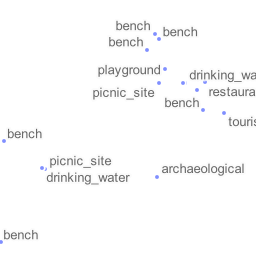 bench
bench
bench
playground
drinking_wa
picnic_site
restaura
bench
touris
bench
picnic_site
archaeological
drinking_water
bench